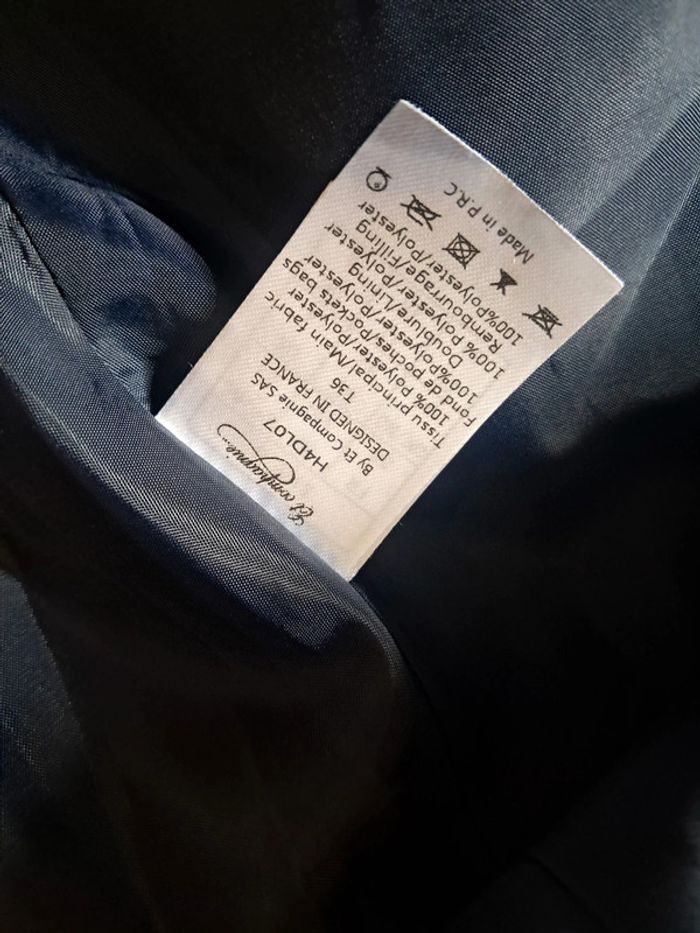 Et compagnie...
H4DL07
By Et Compagnie SAS
DESIGNED IN FRANCE
T36
Tissu principal/Main fabric
100% Polyester/Polyester
Fond de poches/Pockets bags
100%Polyester/Polyester
Doublure/Lining
100% Polyester/Polyester
Rembourrage/Filling
100%Polyester/Polyester
Made in P.R.C